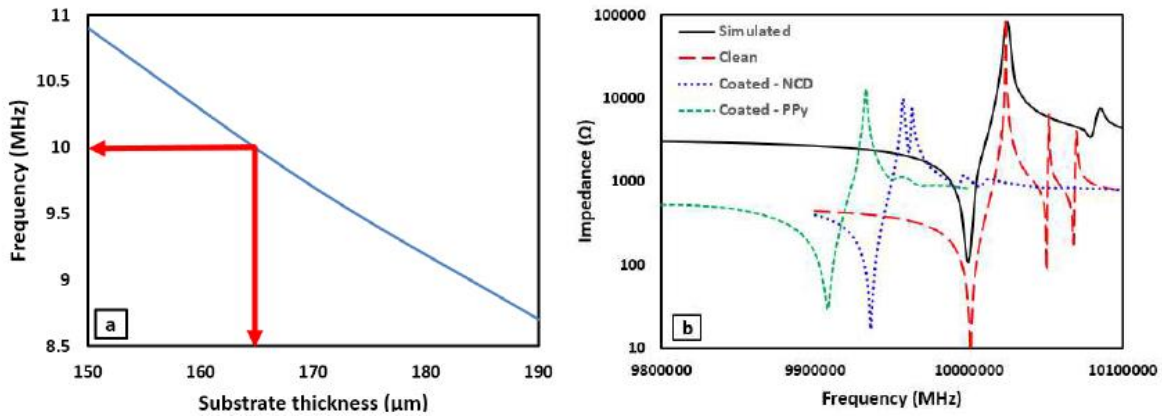 11
10.5
10
9.5
9
8.5
Frequency (MHz)
a
150
160
170
180
190
Substrate thickness (µm)
100000
10000
1000
100
10
Impedance (Ω)
Simulated
Clean
Coated - NCD
Coated - PPy
b
9800000
9900000
10000000
10100000
Frequency (MHz)